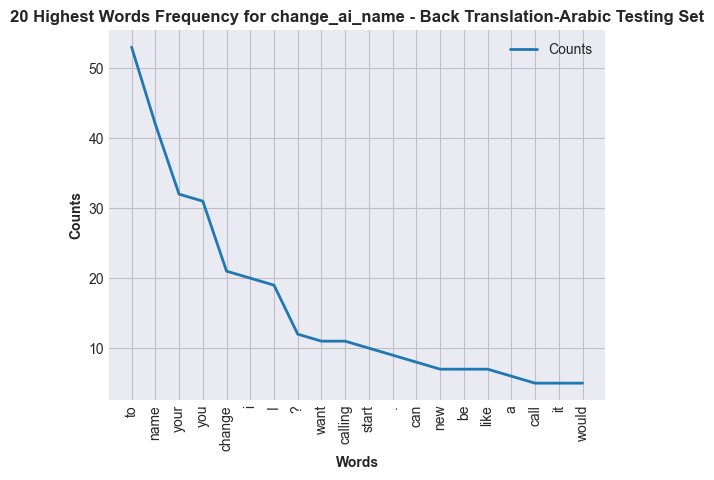 20 Highest Words Frequency for change_ai_name - Back Translation-Arabic Testing Set
Counts
50
40
30
20
10
Counts
to
name
your
you
change
i
I
?
want
calling
start
.
can
new
be
like
a
call
it
would
Words